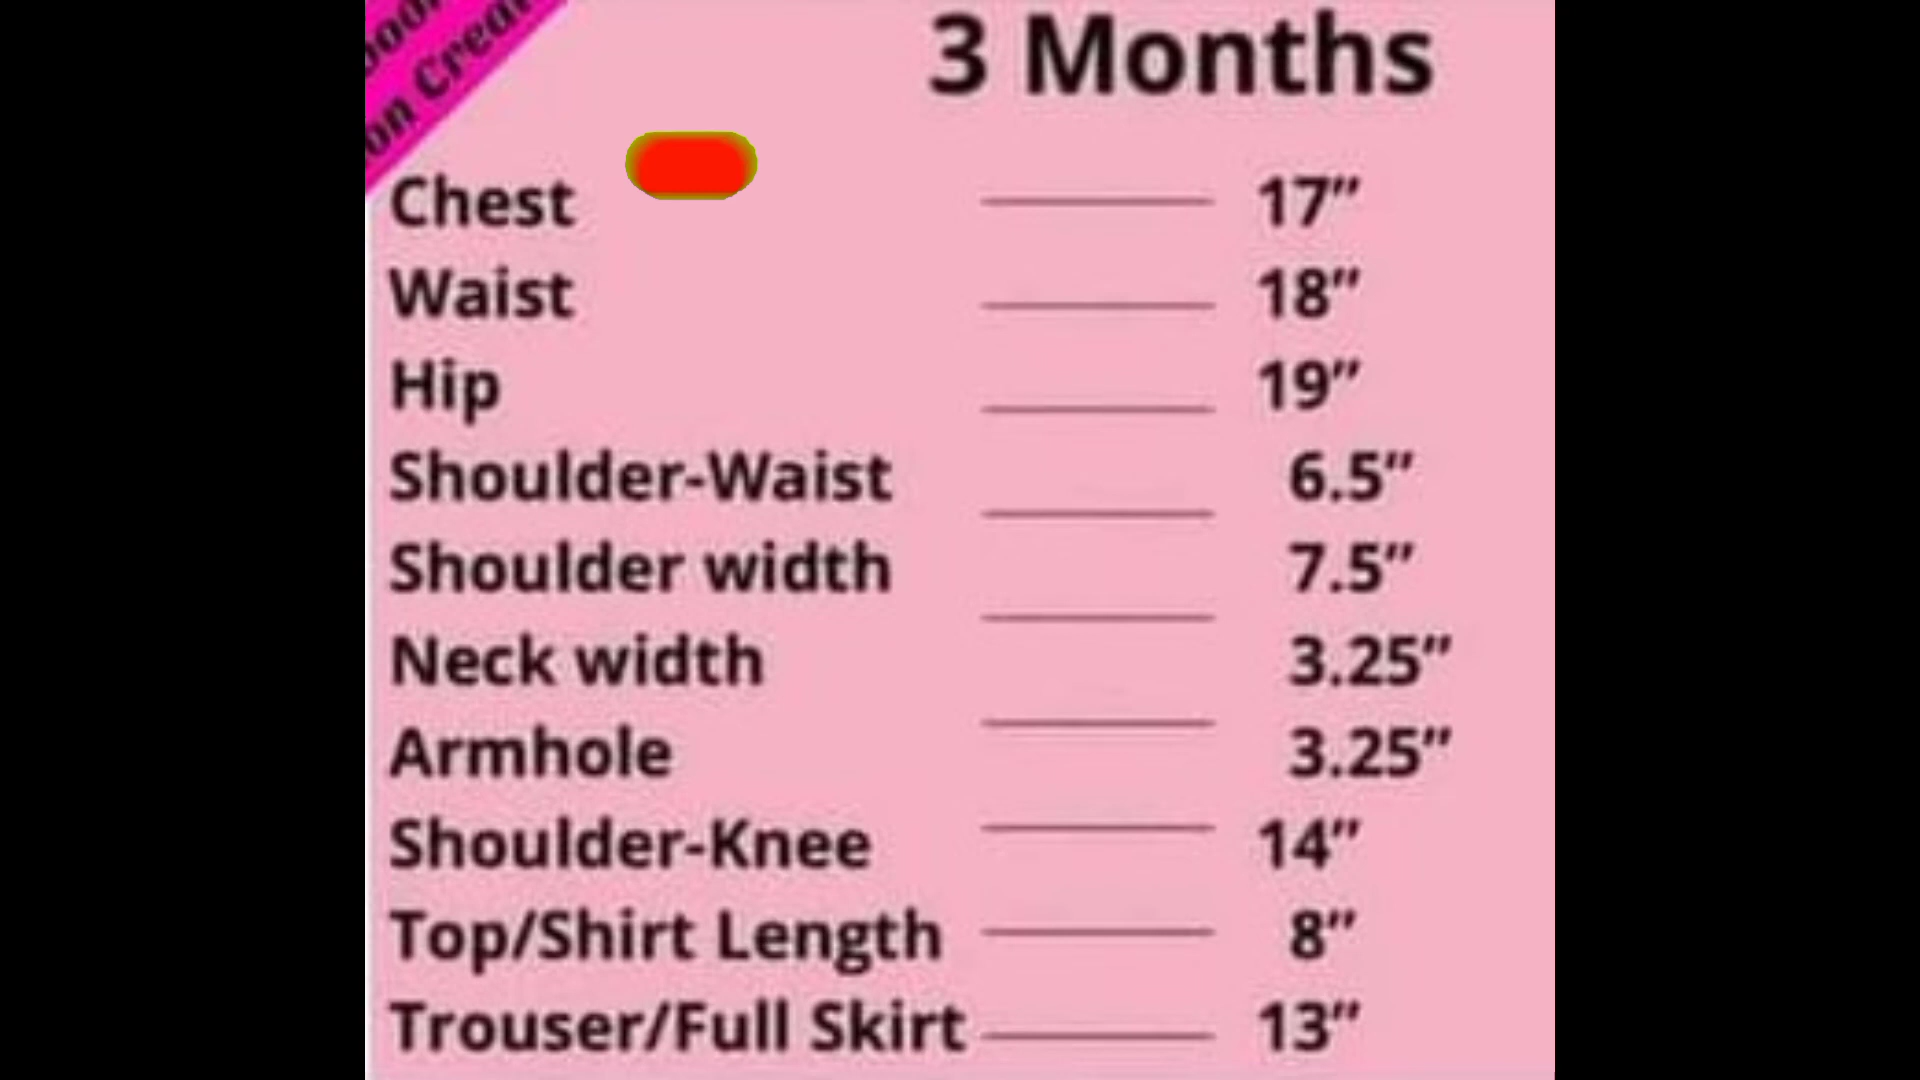 3 Months
Chest 17”
Waist 18”
Hip 19”
Shoulder-Waist 6.5”
Shoulder width 7.5”
Neck width 3.25”
Armhole 3.25”
Shoulder-Knee 14”
Top/Shirt Length 8”
Trouser/Full Skirt 13”